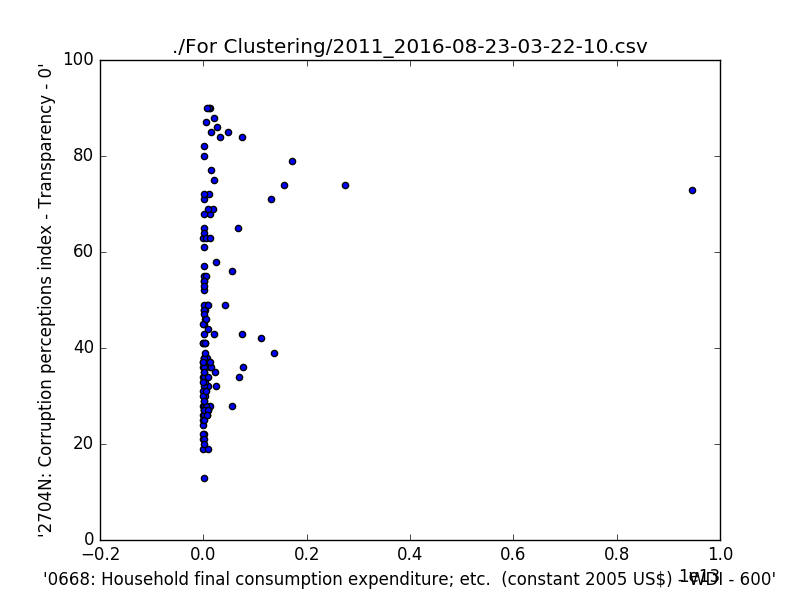 ./For Clustering/2011_2016-08-23-03-22-10.csv
'2704N: Corruption perceptions index - Transparency - 0'
100
80
60
40
20
0
−0.2 0.0 0.2 0.4 0.6 0.8 1.0
1e13
'0668: Household final consumption expenditure; etc.  (constant 2005 US$) - WDI - 600'